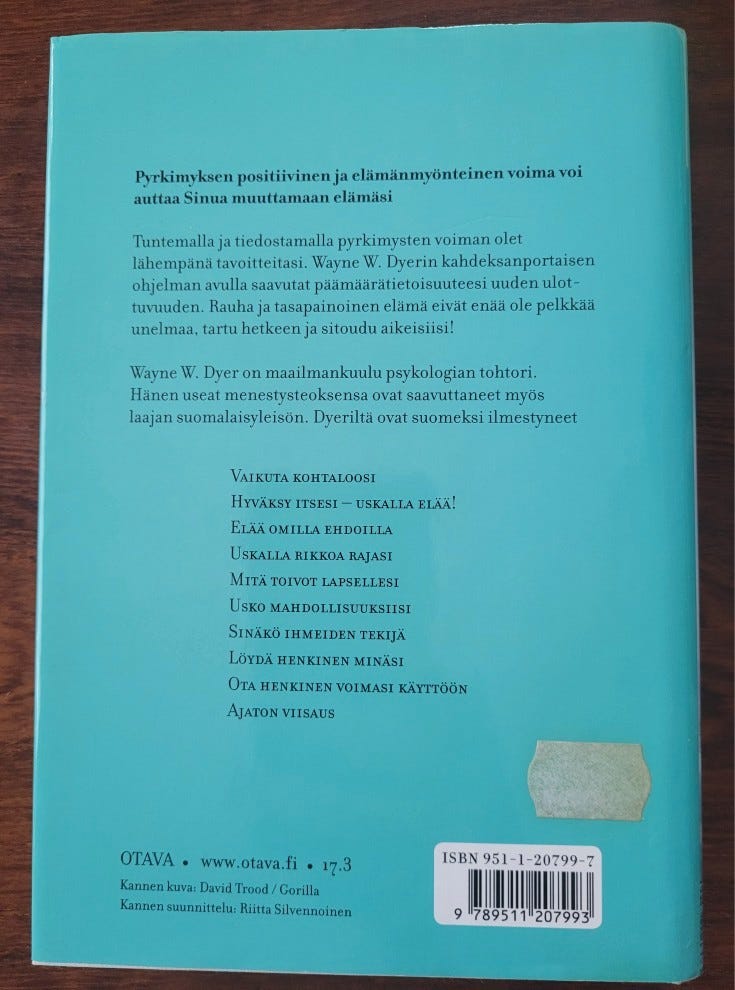 Pyrkimyksen positiivinen ja elämänmyönteinen voima voi
auttaa Sinua muuttamaan elämäsi
Tuntemalla ja tiedostamalla pyrkimysten voiman olet
lähempänä tavoitteitasi. Wayne W. Dyerin kahdeksanportaisen
ohjelman avulla saavutat päämäärätietoisuuteesi uuden ulot-
tuvuuden. Rauha ja tasapainoinen elämä eivät enää ole pelkkää
unelmaa, tartu hetkeen ja sitoudu aikeisiisi!
Wayne W. Dyer on maailmankuulu psykologian tohtori.
Hänen useat menestysteoksensa ovat saavuttaneet myös
laajan suomalaisyleisön. Dyeriltä ovat suomeksi ilmestyneet
Vaikuta kohtaloosi
Hyväksy itsesi – uskalla elää!
Elää omilla ehdoilla
Uskalla rikkoa rajasi
Mitä toivot lapsellesi
Usko mahdollisuuksiisi
Sinäkö ihmeiden tekijä
Löydä henkinen minäsi
Ota henkinen voimasi käyttöön
Ajaton viisaus
OTAVA • www.otava.fi • 17.3
Kannen kuva: David Trood / Gorilla
Kannen suunnittelu: Riitta Silvennoinen
ISBN 951-1-20799-7
9 789511 207993